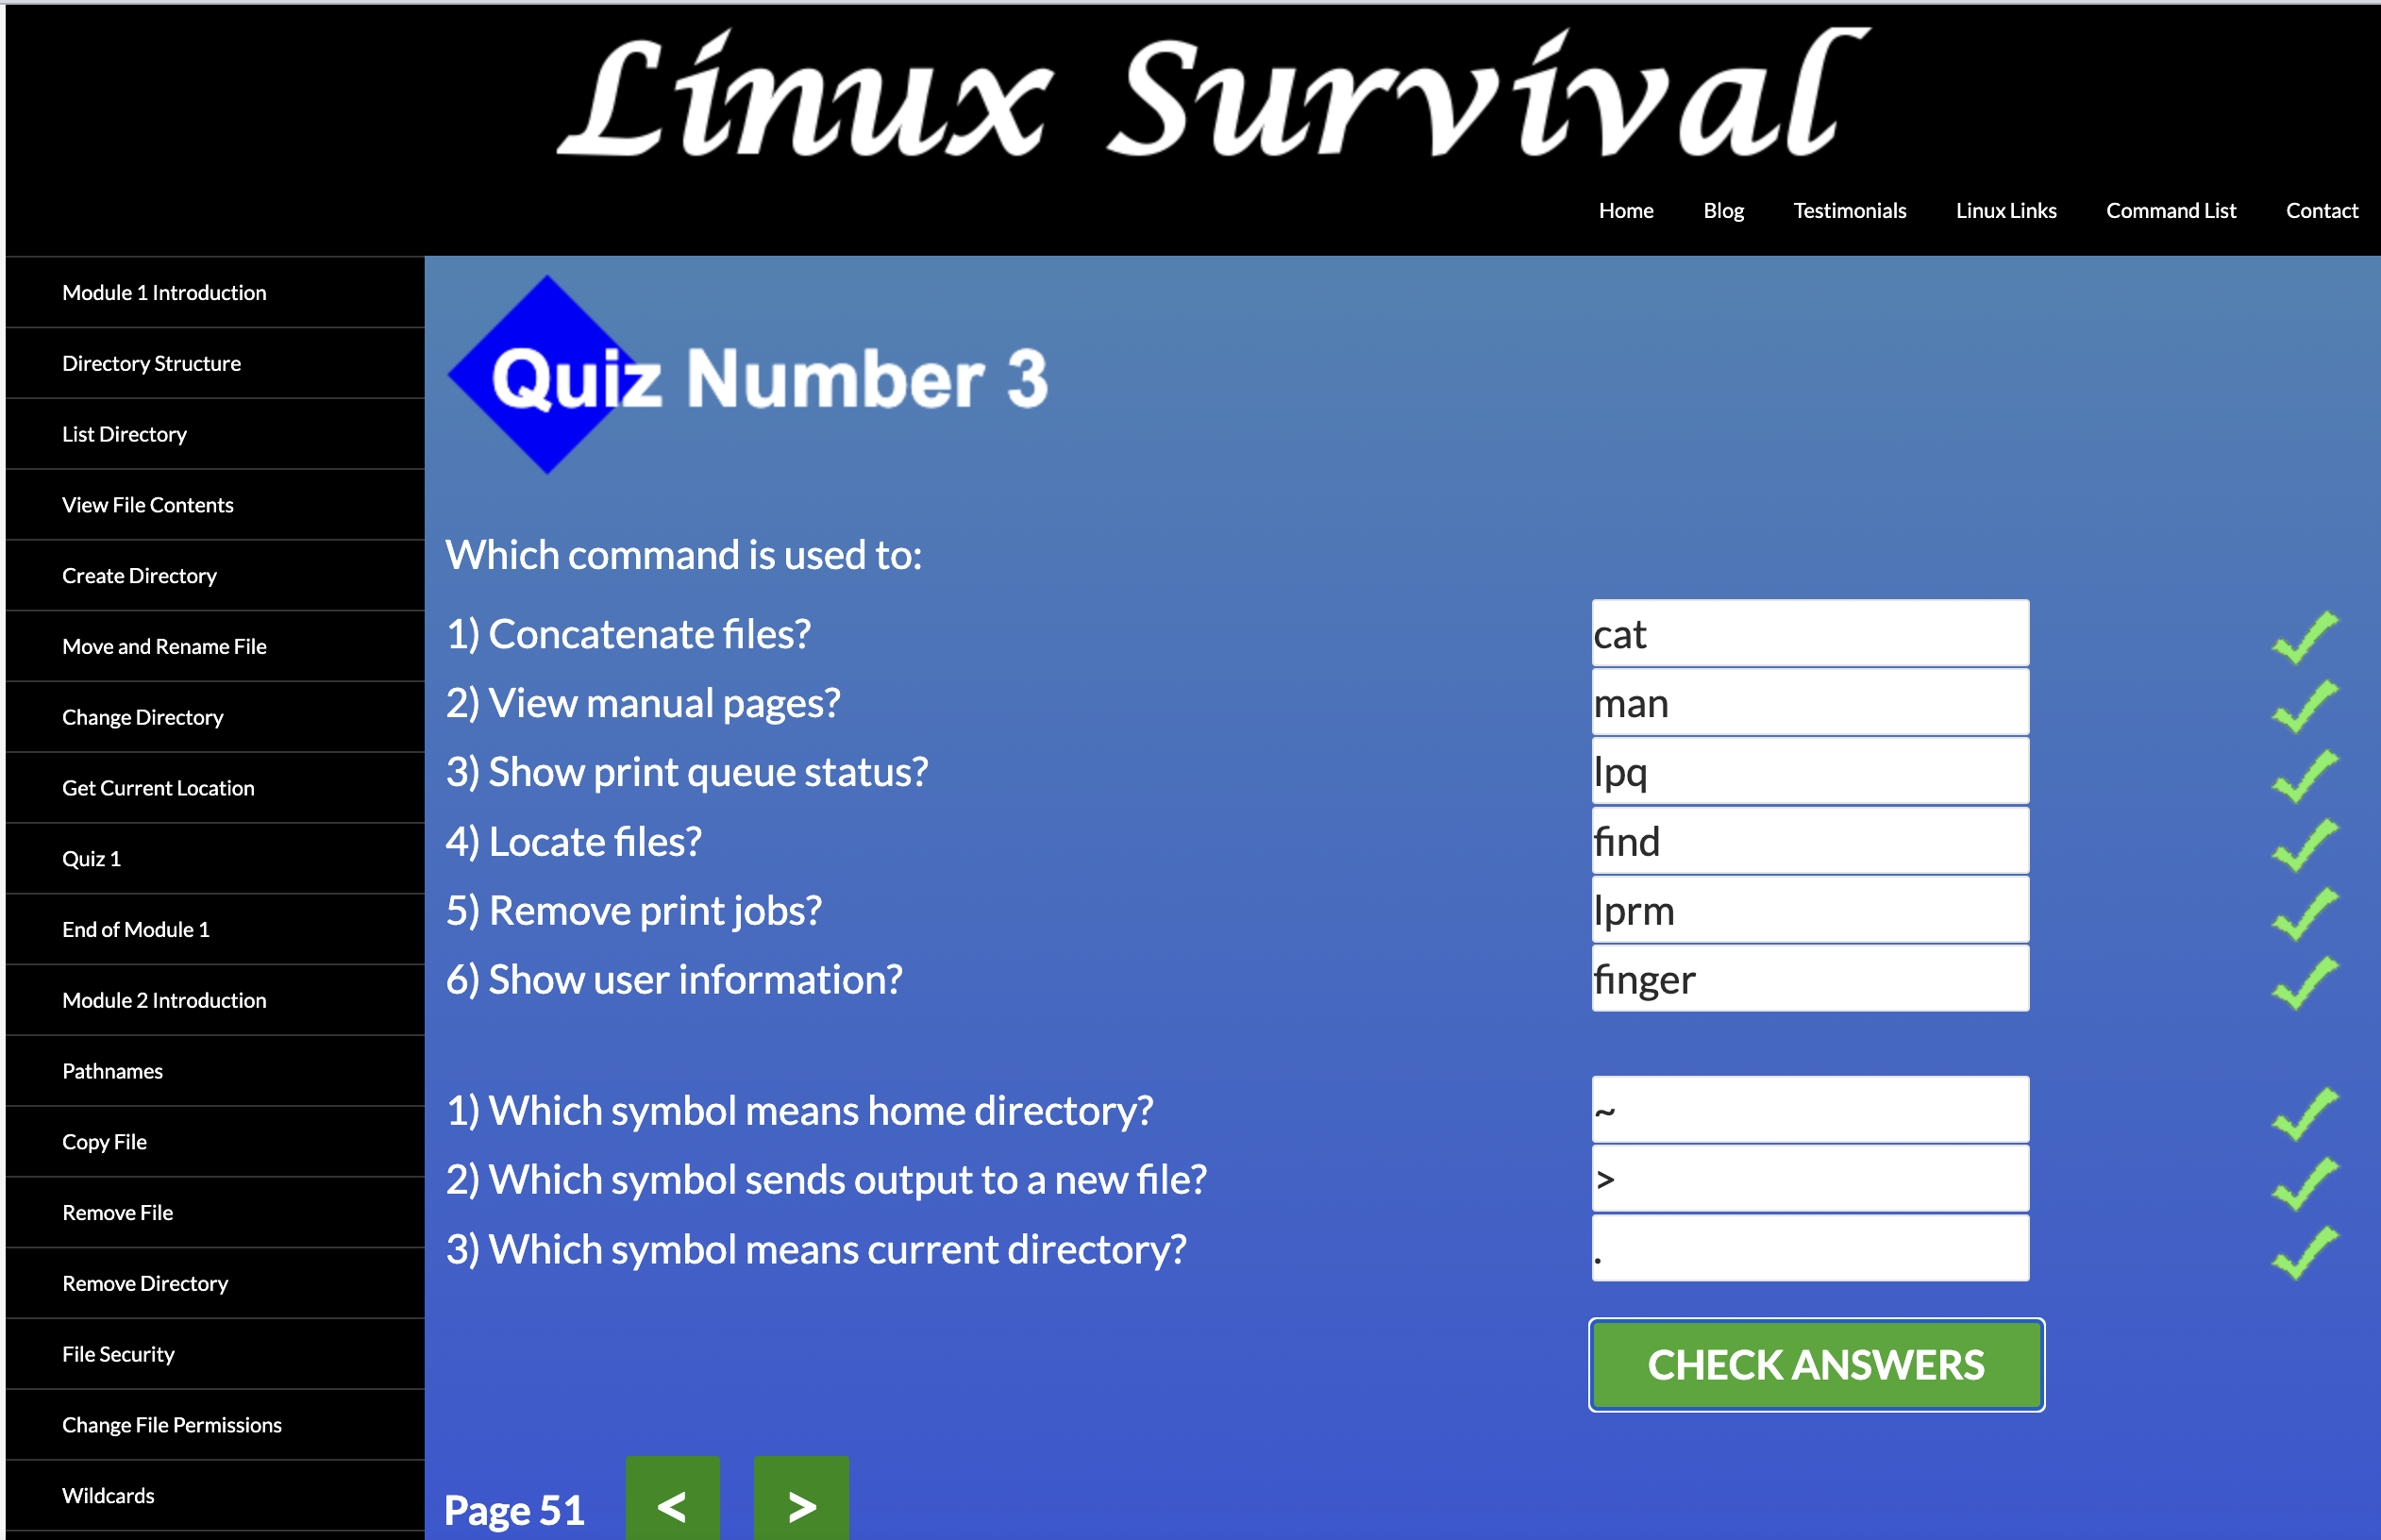 Linux Survival
Home Blog Testimonials Linux Links Command List Contact
Module 1 Introduction
Directory Structure
List Directory
View File Contents
Create Directory
Move and Rename File
Change Directory
Get Current Location
Quiz 1
End of Module 1
Module 2 Introduction
Pathnames
Copy File
Remove File
Remove Directory
File Security
Change File Permissions
Wildcards
Quiz Number 3
Which command is used to:
1) Concatenate files? cat
2) View manual pages? man
3) Show print queue status? lpq
4) Locate files? find
5) Remove print jobs? lprm
6) Show user information? finger
1) Which symbol means home directory? ~
2) Which symbol sends output to a new file? >
3) Which symbol means current directory? .
CHECK ANSWERS
Page 51 < >